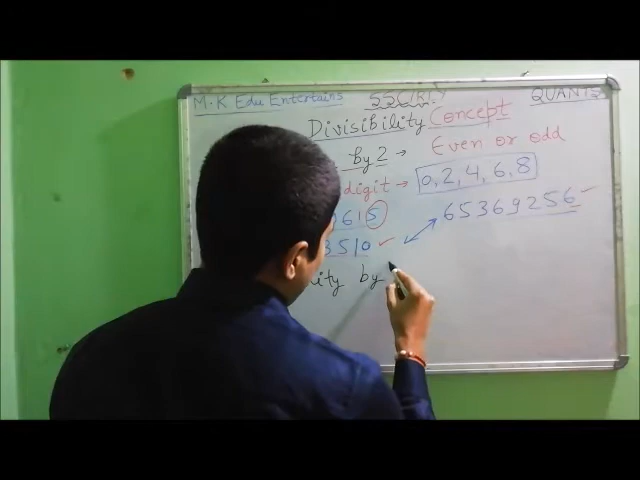 M.K Edu Entertains QUANTS
Divisibility Concept
by 2 → Even or odd
digit → 0, 2, 4, 6, 8
615 65369256
3510
ity by